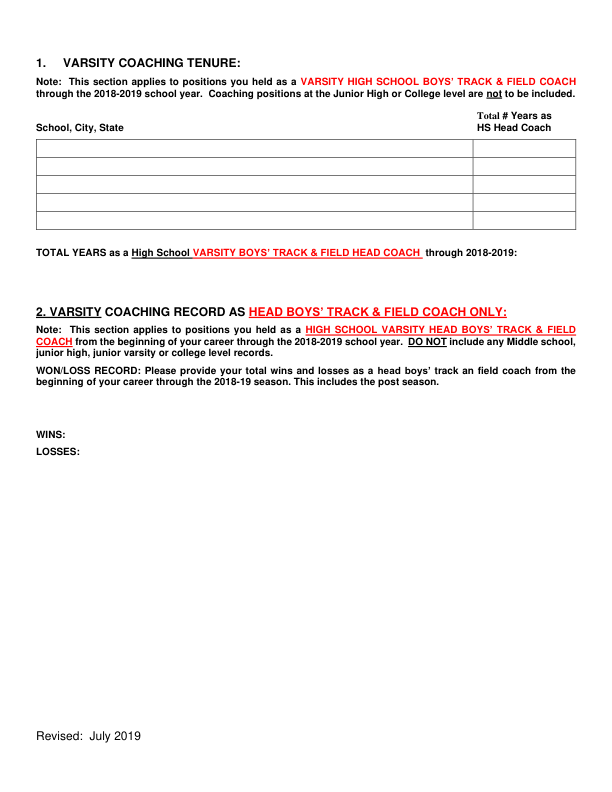 1. VARSITY COACHING TENURE:
Note: This section applies to positions you held as a VARSITY HIGH SCHOOL BOYS' TRACK & FIELD COACH
through the 2018-2019 school year. Coaching positions at the Junior High or College level are not to be included.
Total # Years as
School, City, State HS Head Coach
TOTAL YEARS as a High School VARSITY BOYS' TRACK & FIELD HEAD COACH through 2018-2019:
2. VARSITY COACHING RECORD AS HEAD BOYS' TRACK & FIELD COACH ONLY:
Note: This section applies to positions you held as a HIGH SCHOOL VARSITY HEAD BOYS' TRACK & FIELD
COACH from the beginning of your career through the 2018-2019 school year. DO NOT include any Middle school,
junior high, junior varsity or college level records.
WON/LOSS RECORD: Please provide your total wins and losses as a head boys' track an field coach from the
beginning of your career through the 2018-19 season. This includes the post season.
WINS:
LOSSES:
Revised: July 2019